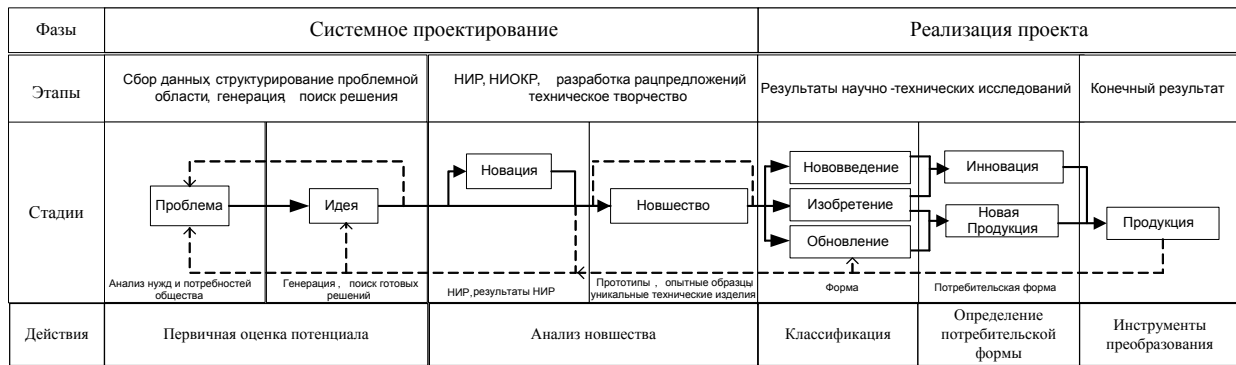 Фазы
Системное проектирование
Реализация проекта
Этапы
Сбор данных, структурирование проблемной
области, генерация, поиск решения
НИР, НИОКР, разработка рацпредложений
техническое творчество
Результаты научно -технических исследований
Конечный результат
Стадии
Проблема
Идея
Новация
Новшество
Нововведение
Изобретение
Обновление
Инновация
Новая
Продукция
Продукция
Анализ нужд и потребностей
общества
Генерация , поиск готовых
решений
НИР,результаты НИР
Прототипы , опытные образцы
уникальные технические изделия
Форма
Потребительская форма
Действия
Первичная оценка потенциала
Анализ новшества
Классификация
Определение
потребительской
формы
Инструменты
преобразования